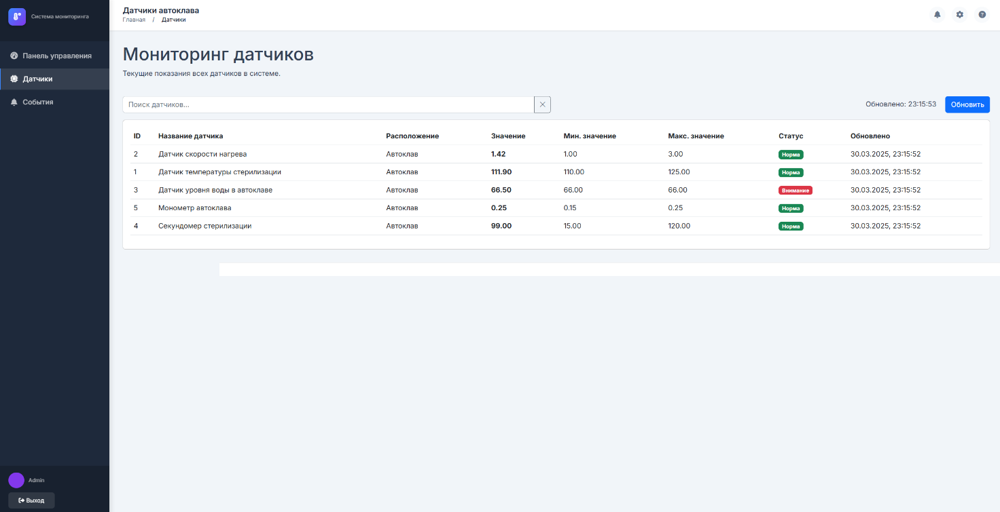 Система мониторинга
Панель управления
Датчики
События
Admin
Выход
Датчики автоклава
Главная / Датчики
Мониторинг датчиков
Текущие показания всех датчиков в системе.
Поиск датчиков...
Обновлено: 23:15:53 Обновить
ID Название датчика Расположение Значение Мин. значение Макс. значение Статус Обновлено
2 Датчик скорости нагрева Автоклав 1.42 1.00 3.00 Норма 30.03.2025, 23:15:52
1 Датчик температуры стерилизации Автоклав 111.90 110.00 125.00 Норма 30.03.2025, 23:15:52
3 Датчик уровня воды в автоклаве Автоклав 66.50 66.00 66.00 Внимание 30.03.2025, 23:15:52
5 Монометр автоклава Автоклав 0.25 0.15 0.25 Норма 30.03.2025, 23:15:52
4 Секундомер стерилизации Автоклав 99.00 15.00 120.00 Норма 30.03.2025, 23:15:52